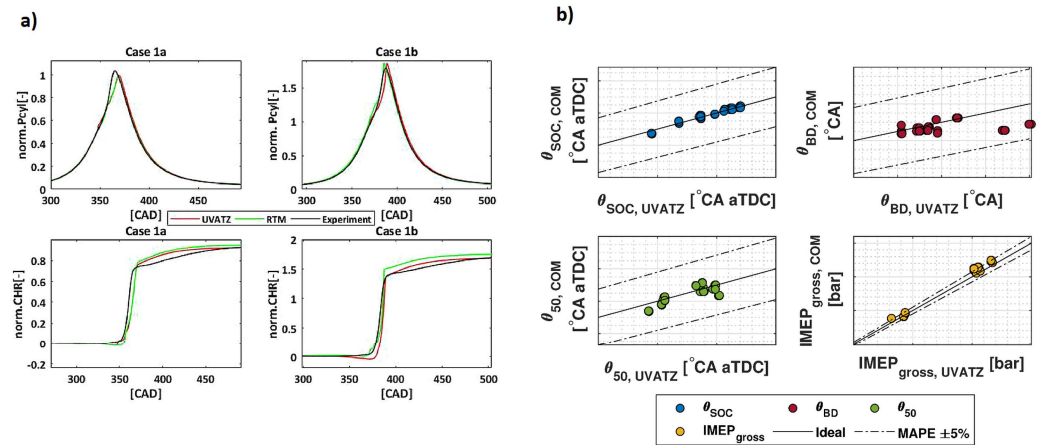 a)
Case 1a
norm. Pcyl[-]
1
0.8
0.6
0.4
0.2
0
300 350 400 450
[CAD]
Case 1b
norm. Pcyl[-]
1.5
1
0.5
0
300 350 400 450 500
[CAD]
UVATZ RTM Experiment
Case 1a
norm.CHR[-]
0.8
0.6
0.4
0.2
0
-0.2
300 350 400 450
[CAD]
Case 1b
norm.CHR[-]
2
1.5
1
0.5
0
300 350 400 450 500
[CAD]
b)
θSOC, COM
[°CA aTDC]
θSOC, UVATZ [°CA aTDC]
θBD, COM
[°CA]
θBD, UVATZ [°CA]
θ50, COM
[°CA aTDC]
θ50, UVATZ [°CA aTDC]
IMEPgross, COM
[bar]
IMEPgross, UVATZ [bar]
θSOC θBD θ50
IMEPgross Ideal MAPE ±5%